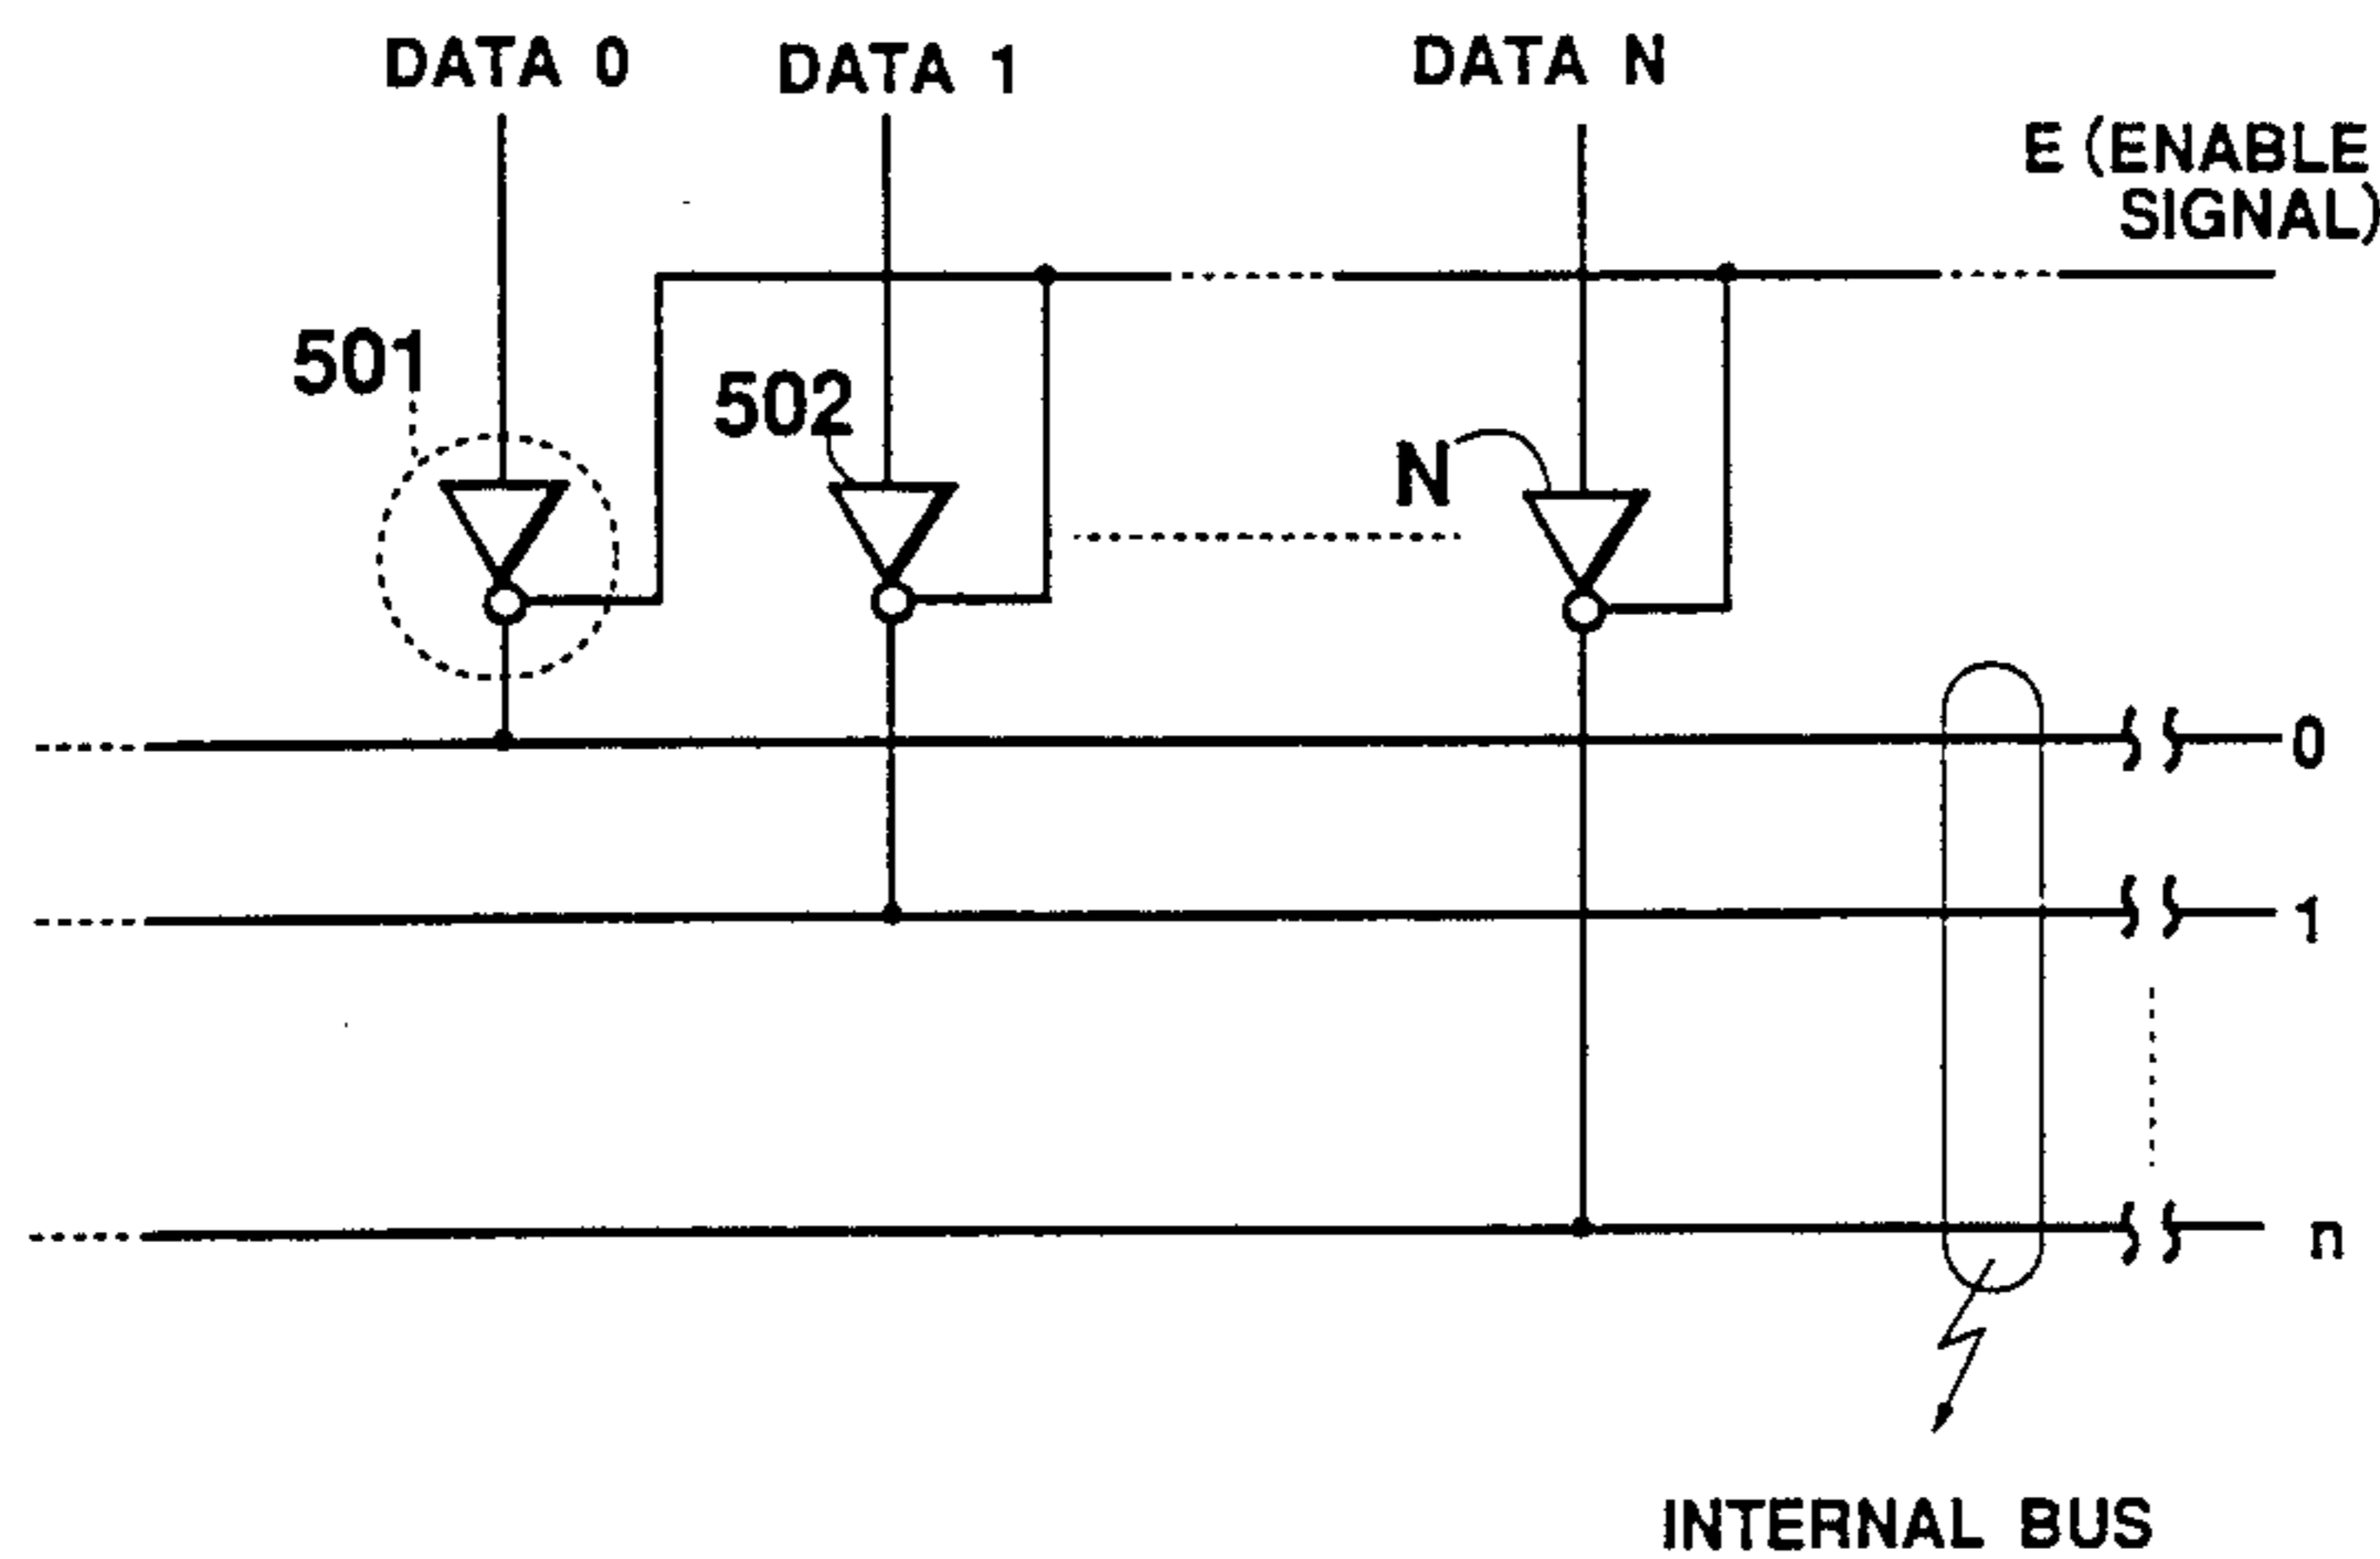 DATA 0
DATA 1
DATA N
E (ENABLE
SIGNAL)
501
502
N
0
1
n
INTERNAL BUS